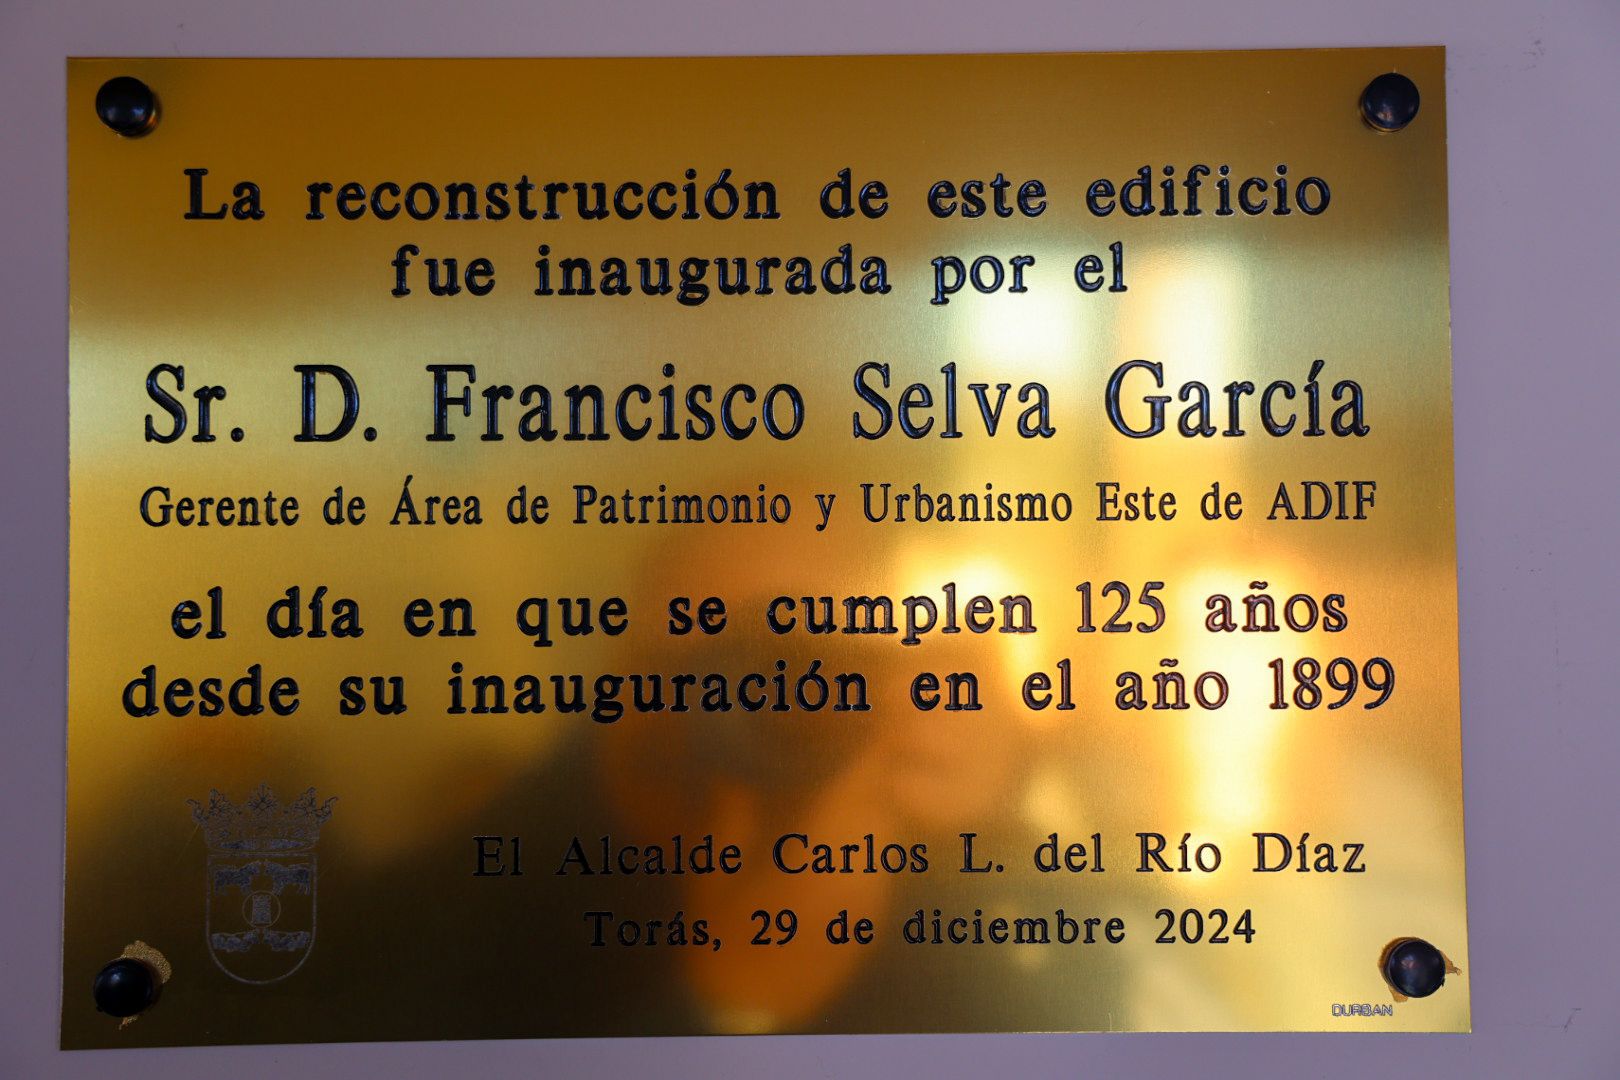 La reconstrucción de este edificio
fue inaugurada por el
Sr. D. Francisco Selva García
Gerente de Área de Patrimonio y Urbanismo Este de ADIF
el día en que se cumplen 125 años
desde su inauguración en el año 1899
El Alcalde Carlos L. del Río Díaz
Torás, 29 de diciembre 2024
DURBAN